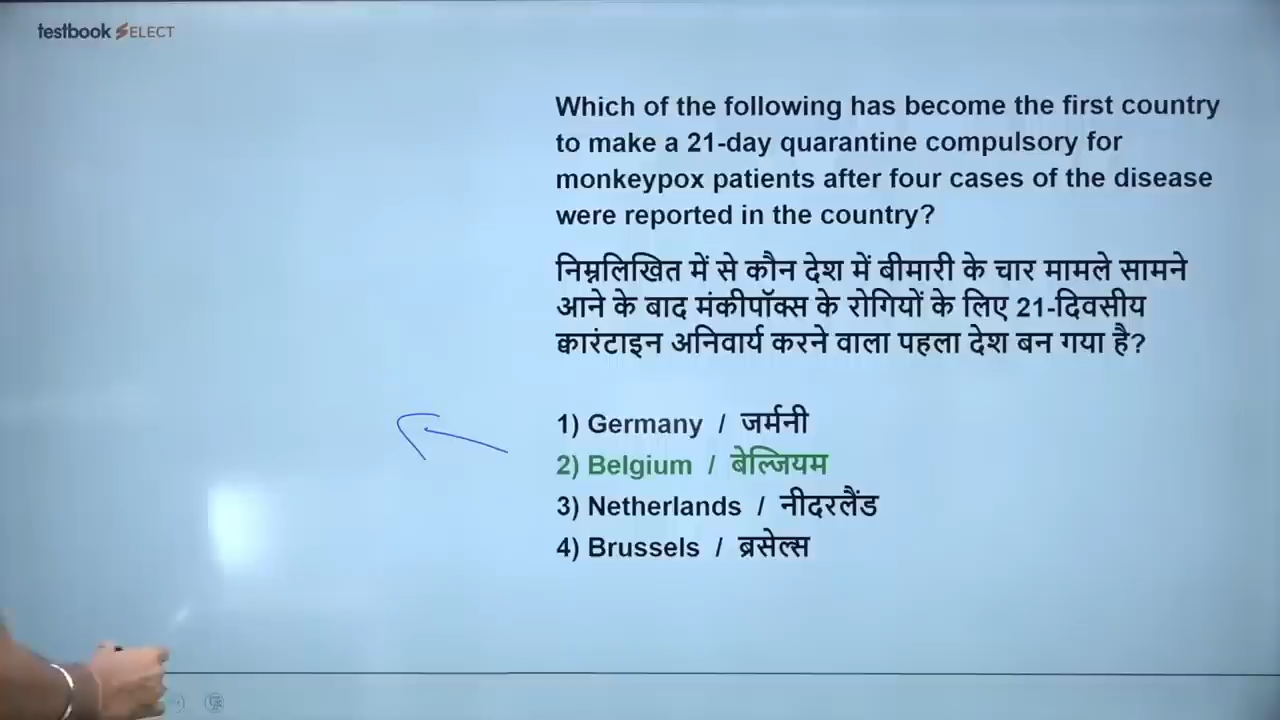 testbook SELECT
Which of the following has become the first country
to make a 21-day quarantine compulsory for
monkeypox patients after four cases of the disease
were reported in the country?
निम्नलिखित में से कौन देश में बीमारी के चार मामले सामने
आने के बाद मंकीपॉक्स के रोगियों के लिए 21-दिवसीय
क्वारंटाइन अनिवार्य करने वाला पहला देश बन गया है?
1) Germany / जर्मनी
2) Belgium / बेल्जियम
3) Netherlands / नीदरलैंड
4) Brussels / ब्रसेल्स